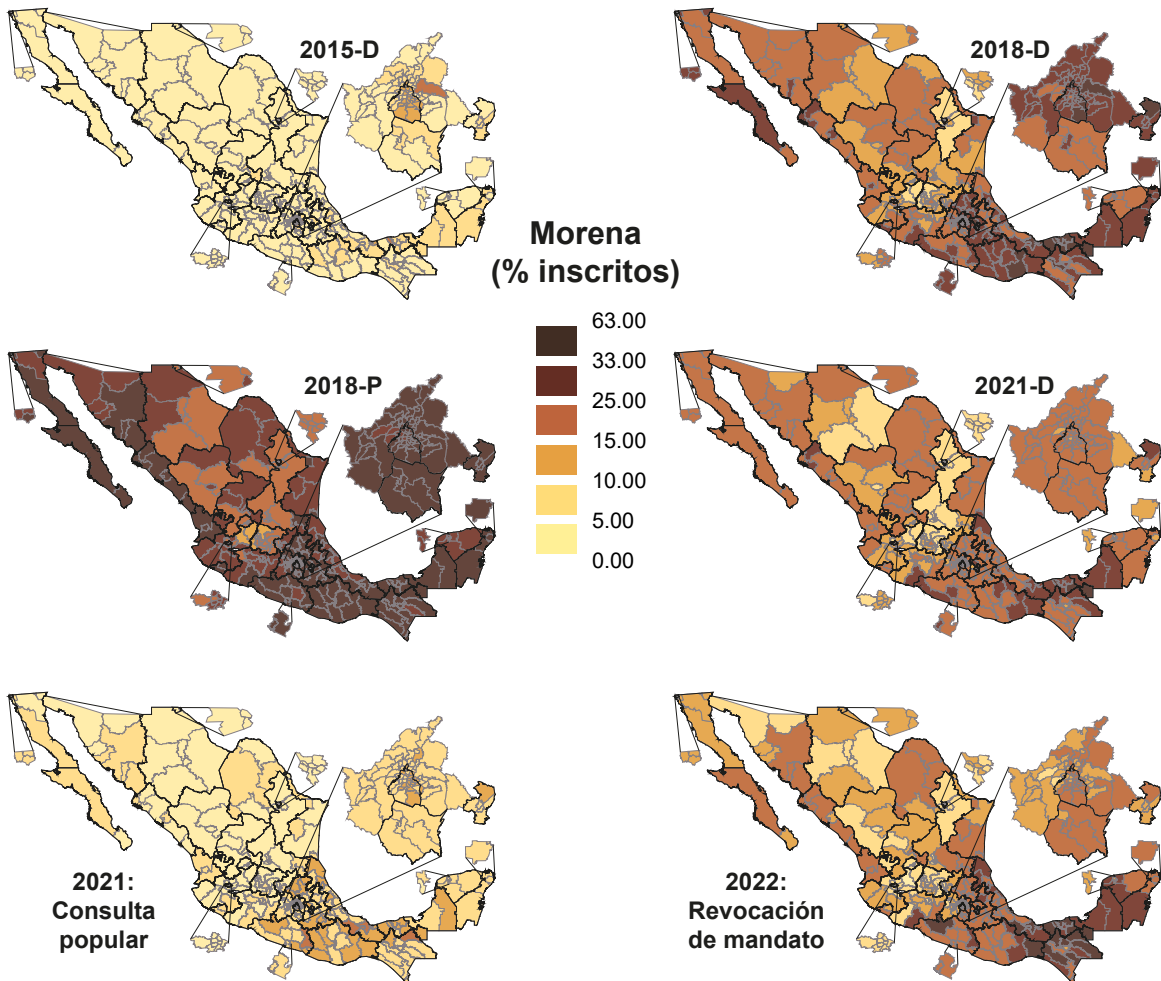 2015-D
2018-D
Morena
(% inscritos)
63.00
33.00
25.00
15.00
10.00
5.00
0.00
2018-P
2021-D
2021:
Consulta
popular
2022:
Revocación
de mandato